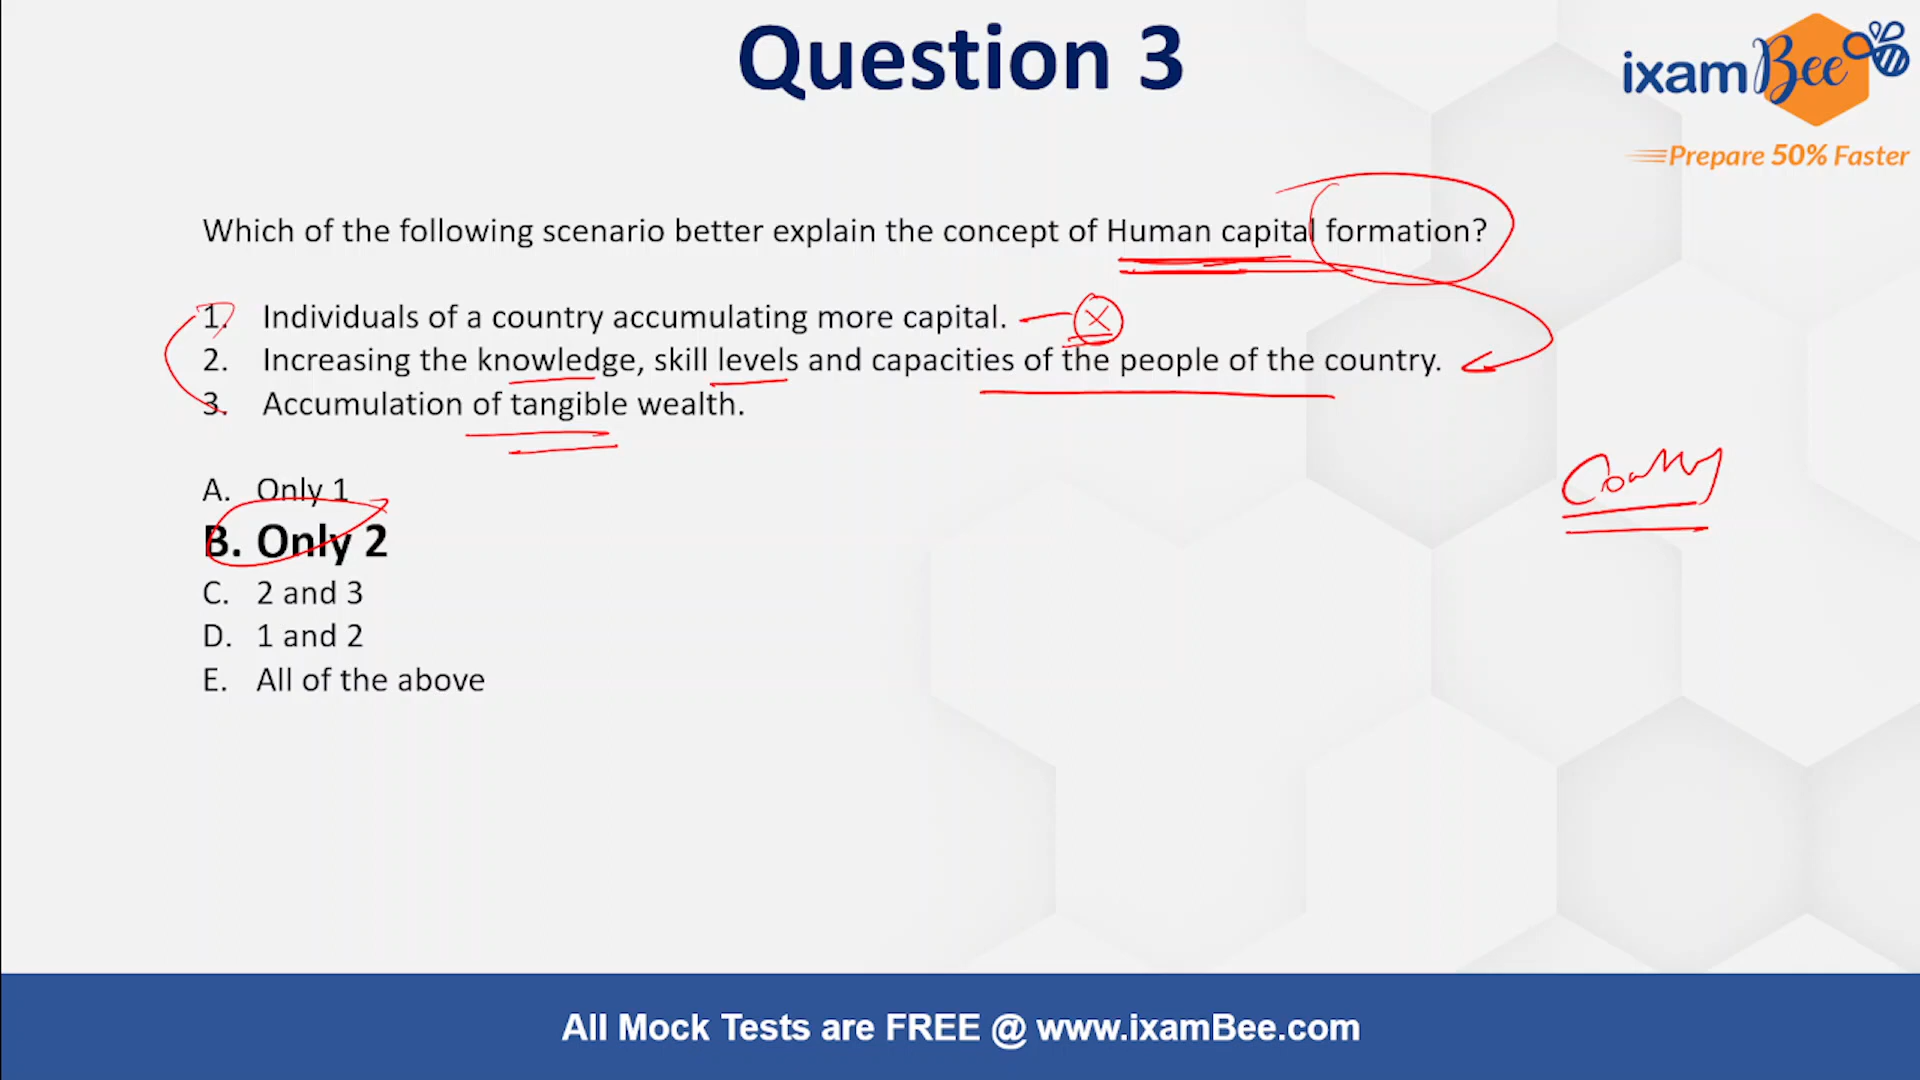 Question 3
ixamBee
Prepare 50% Faster
Which of the following scenario better explain the concept of Human capital formation?
1. Individuals of a country accumulating more capital.
2. Increasing the knowledge, skill levels and capacities of the people of the country.
3. Accumulation of tangible wealth.
Country
A. Only 1
B. Only 2
C. 2 and 3
D. 1 and 2
E. All of the above
All Mock Tests are FREE @ www.ixamBee.com